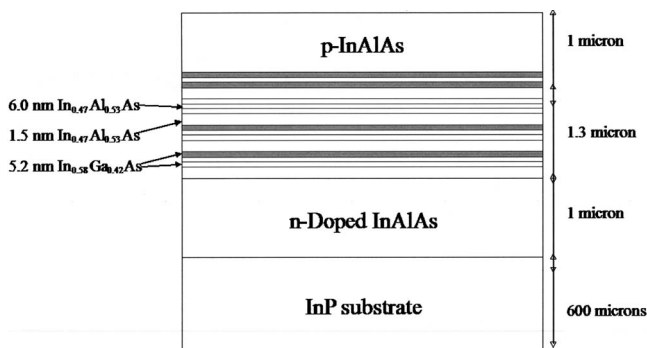 p-InAlAs
1 micron
6.0 nm In₀.₄₇Al₀.₅₃As
1.5 nm In₀.₄₇Al₀.₅₃As
1.3 micron
5.2 nm In₀.₅₈Ga₀.₄₂As
n-Doped InAlAs
1 micron
InP substrate
600 microns